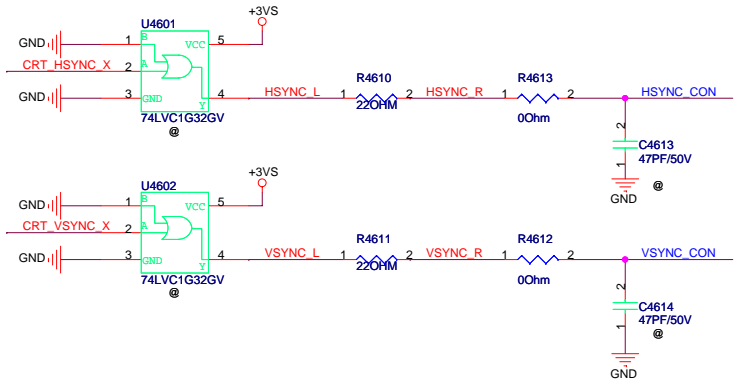 +3VS
U4601
GND
1
B
VCC
5
CRT_HSYNC_X
2
A
GND
3
GND
Y
4
HSYNC_L
1
R4610
22OHM
2
HSYNC_R
1
R4613
0Ohm
2
HSYNC_CON
74LVC1G32GV
@
2
C4613
47PF/50V
1
@
GND
+3VS
U4602
GND
1
B
VCC
5
CRT_VSYNC_X
2
A
GND
3
GND
Y
4
VSYNC_L
1
R4611
22OHM
2
VSYNC_R
1
R4612
0Ohm
2
VSYNC_CON
74LVC1G32GV
@
2
C4614
47PF/50V
1
@
GND